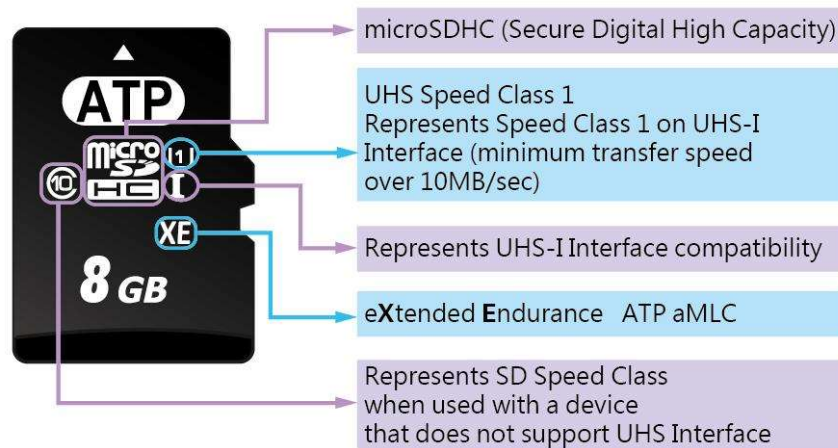 ATP
micro
SD
HC
1
I
10
XE
8 GB
microSDHC (Secure Digital High Capacity)
UHS Speed Class 1
Represents Speed Class 1 on UHS-I
Interface (minimum transfer speed
over 10MB/sec)
Represents UHS-I Interface compatibility
eXtended Endurance ATP aMLC
Represents SD Speed Class
when used with a device
that does not support UHS Interface